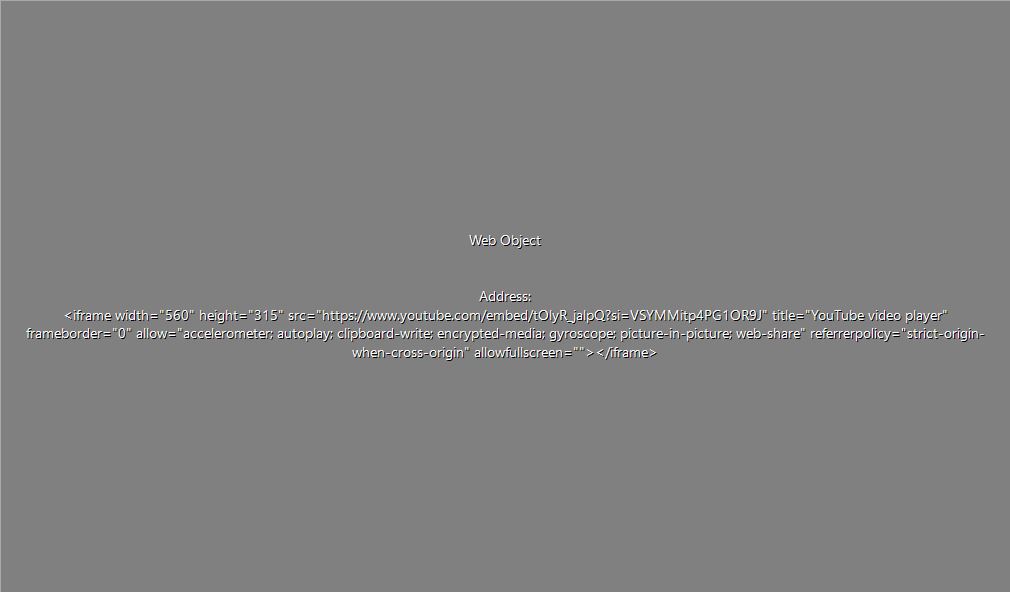 Web Object
Address:
<iframe width="560" height="315" src="https://www.youtube.com/embed/tOlyR_jalpQ?si=VSYMMitp4PG1OR9J" title="YouTube video player"
frameborder="0" allow="accelerometer; autoplay; clipboard-write; encrypted-media; gyroscope; picture-in-picture; web-share" referrerpolicy="strict-origin-
when-cross-origin" allowfullscreen=""></iframe>